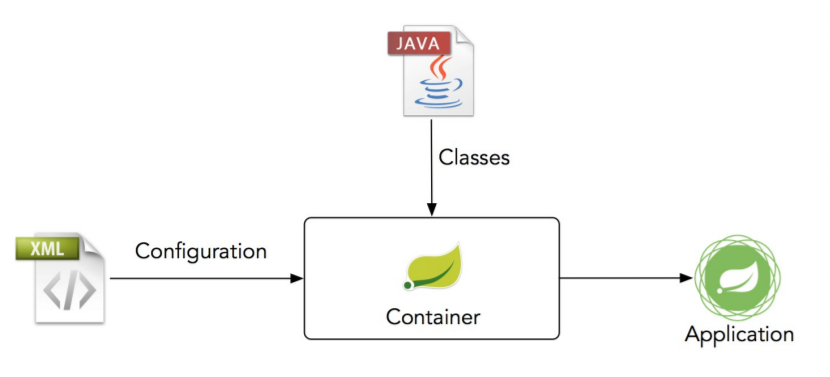 JAVA
Classes
XML
Configuration
</>
Container
Application